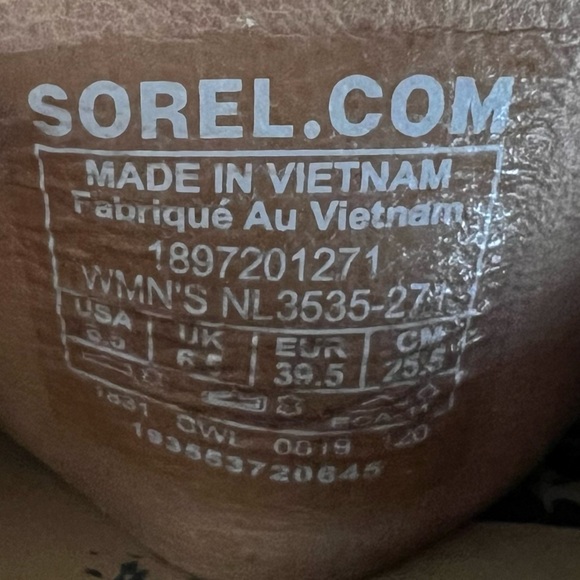 SOREL.COM
MADE IN VIETNAM
Fabriqué Au Vietnam
1897201271
WMN'S NL3535-271
USA UK EUR CM
6.5 39.5 25.5
1631 OWL 0819 120
193553720645